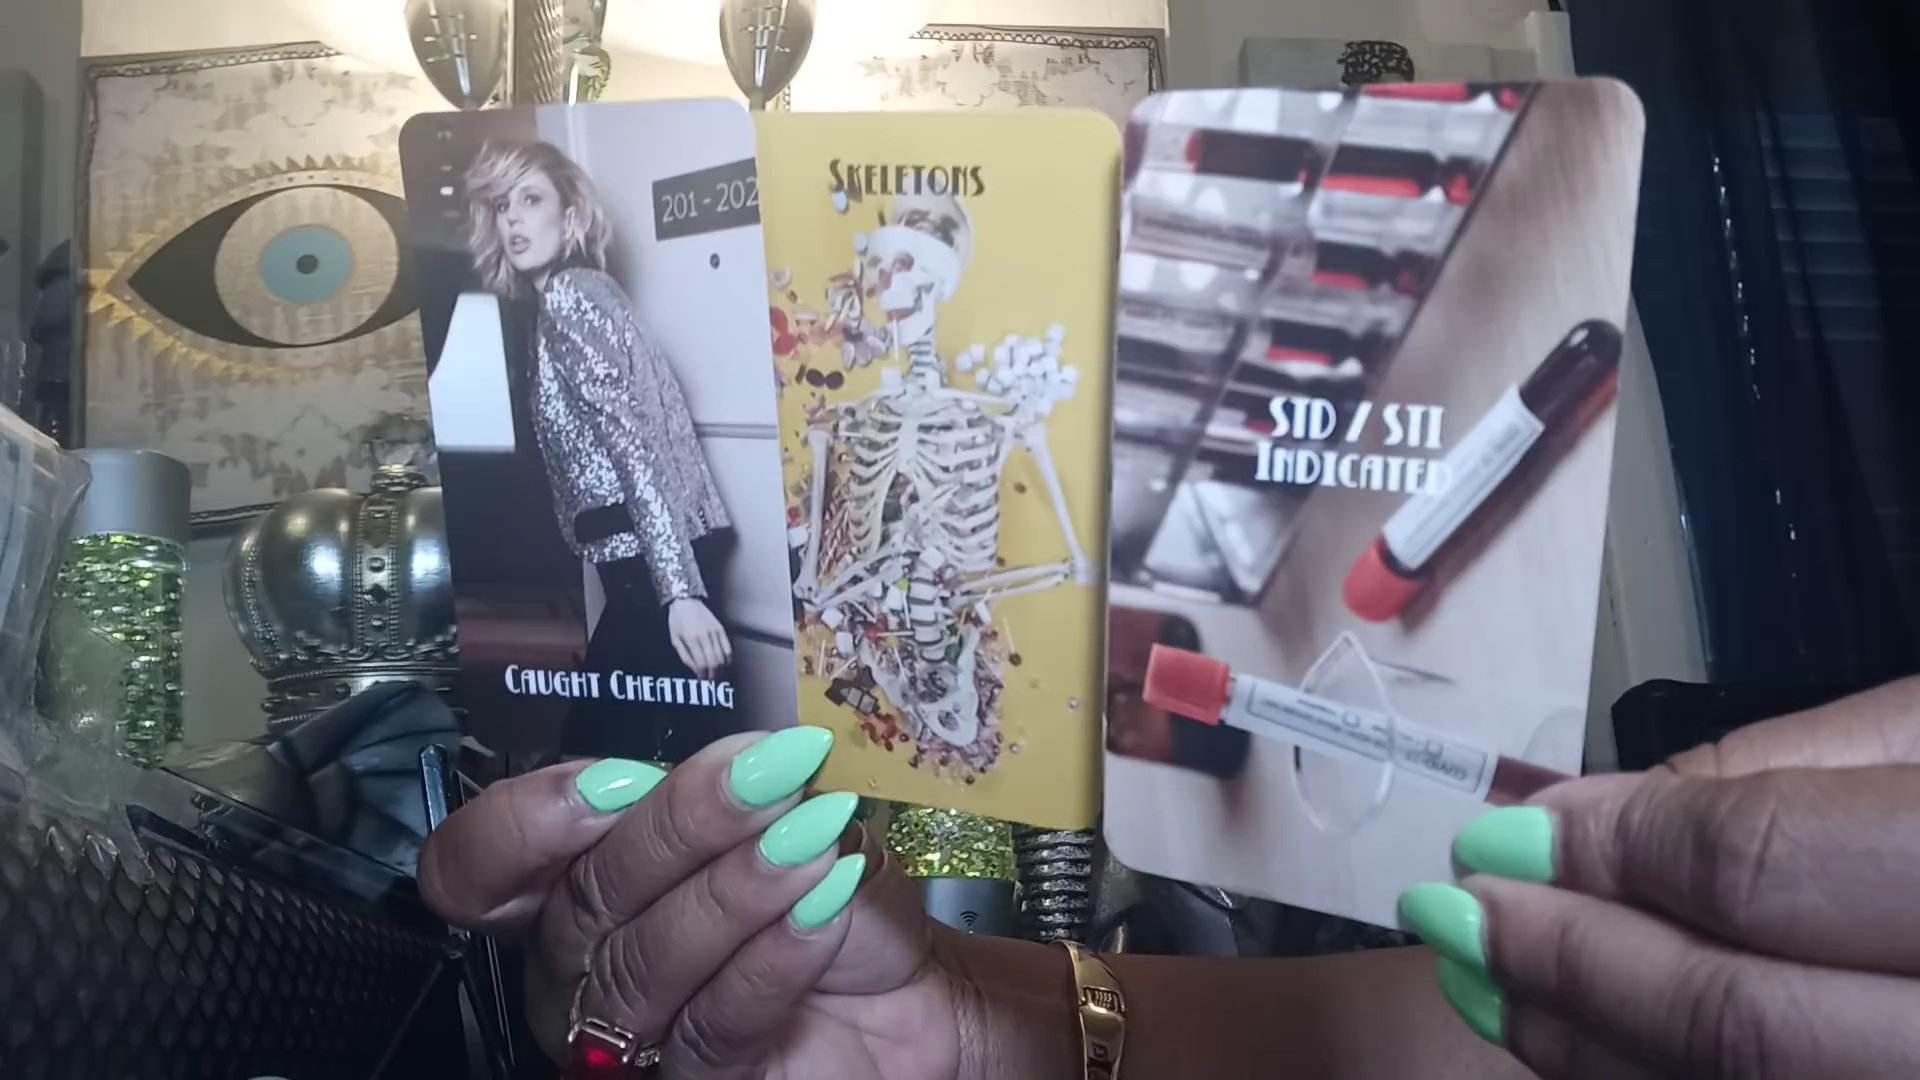 201 - 202
CAUGHT CHEATING
SKELETONS
STD / STI
INDICATED